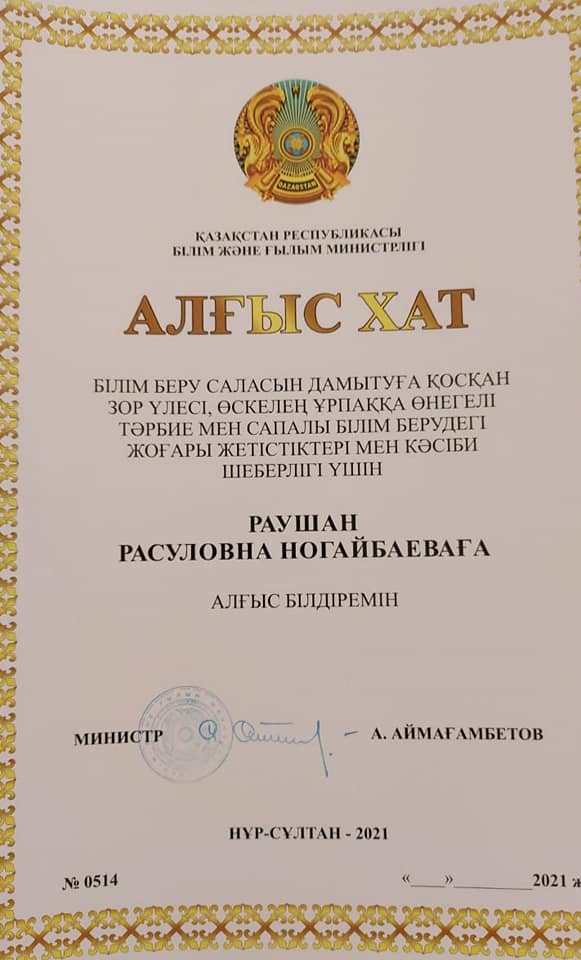 QAZAQSTAN
ҚАЗАҚСТАН РЕСПУБЛИКАСЫ
БІЛІМ ЖӘНЕ ҒЫЛЫМ МИНИСТРЛІГІ
АЛҒЫС ХАТ
БІЛІМ БЕРУ САЛАСЫН ДАМЫТУҒА ҚОСҚАН
ЗОР ҮЛЕСІ, ӨСКЕЛЕҢ ҰРПАҚҚА ӨНЕГЕЛІ
ТӘРБИЕ МЕН САПАЛЫ БІЛІМ БЕРУДЕГІ
ЖОҒАРЫ ЖЕТІСТІКТЕРІ МЕН КӘСІБИ
ШЕБЕРЛІГІ ҮШІН
РАУШАН
РАСУЛОВНА НОГАЙБАЕВАҒА
АЛҒЫС БІЛДІРЕМІН
МИНИСТР А. АЙМАҒАМБЕТОВ
НҰР-СҰЛТАН - 2021
№ 0514 «____»__________2021 ж